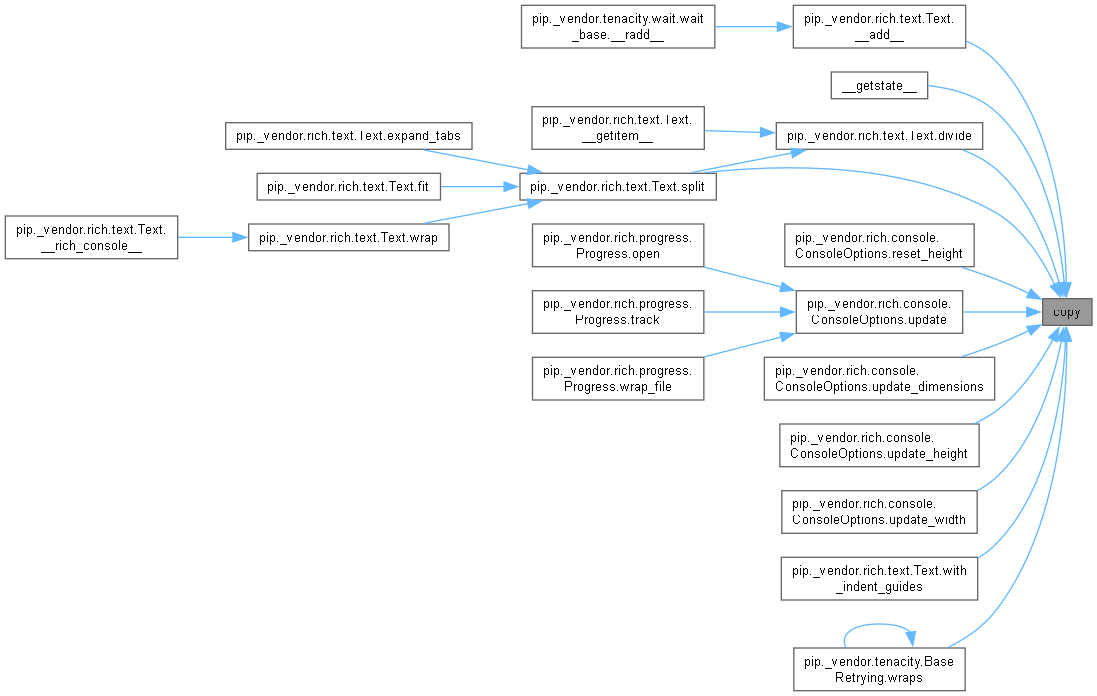 pip._vendor.tenacity.wait.wait
_base.__radd__
pip._vendor.rich.text.Text.
__add__
__getstate__
pip._vendor.rich.text.Text.expand_tabs
pip._vendor.rich.text.Text.
__getitem__
pip._vendor.rich.text.Text.divide
pip._vendor.rich.text.Text.fit
pip._vendor.rich.text.Text.split
pip._vendor.rich.text.Text.
__rich_console__
pip._vendor.rich.text.Text.wrap
pip._vendor.rich.progress.
Progress.open
pip._vendor.rich.console.
ConsoleOptions.reset_height
pip._vendor.rich.progress.
Progress.track
pip._vendor.rich.console.
ConsoleOptions.update
copy
pip._vendor.rich.progress.
Progress.wrap_file
pip._vendor.rich.console.
ConsoleOptions.update_dimensions
pip._vendor.rich.console.
ConsoleOptions.update_height
pip._vendor.rich.console.
ConsoleOptions.update_width
pip._vendor.rich.text.Text.with
_indent_guides
pip._vendor.tenacity.Base
Retrying.wraps